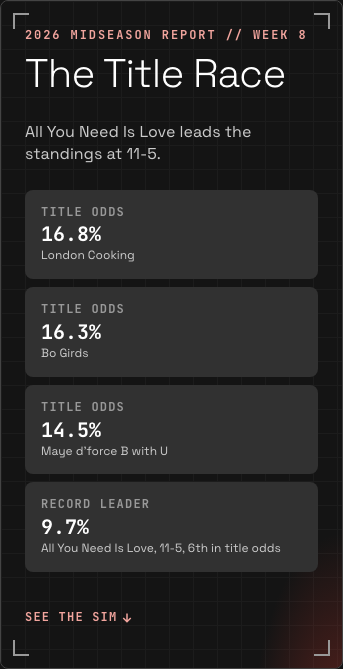 2026 MIDSEASON REPORT // WEEK 8
The Title Race
All You Need Is Love leads the
standings at 11-5.
TITLE ODDS
16.8%
London Cooking
TITLE ODDS
16.3%
Bo Girds
TITLE ODDS
14.5%
Maye d'force B with U
RECORD LEADER
9.7%
All You Need Is Love, 11-5, 6th in title odds
SEE THE SIM ↓